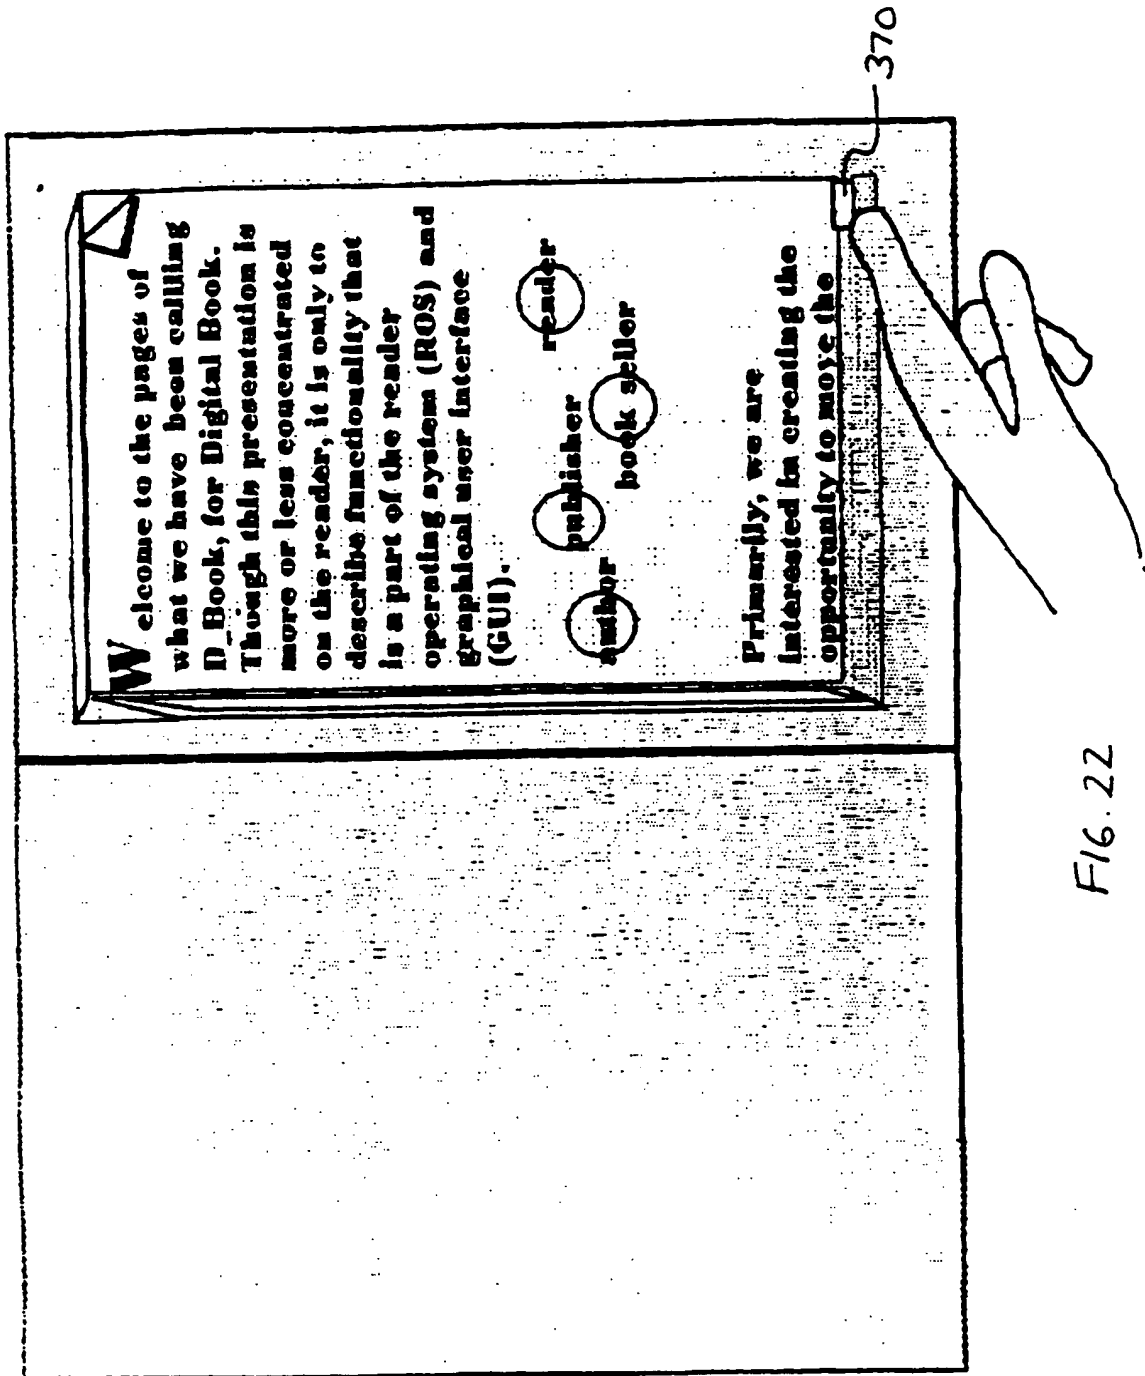 Welcome to the pages of
what we have been calling
D_Book, for Digital Book.
Though this presentation is
more or less concentrated
on the reader, it is only to
describe functionality that
is a part of the reader
operating system (ROS) and
graphical user interface
(GUI).
author publisher book seller reader
Primarily, we are
interested in creating the
opportunity to move the
370
FIG. 22